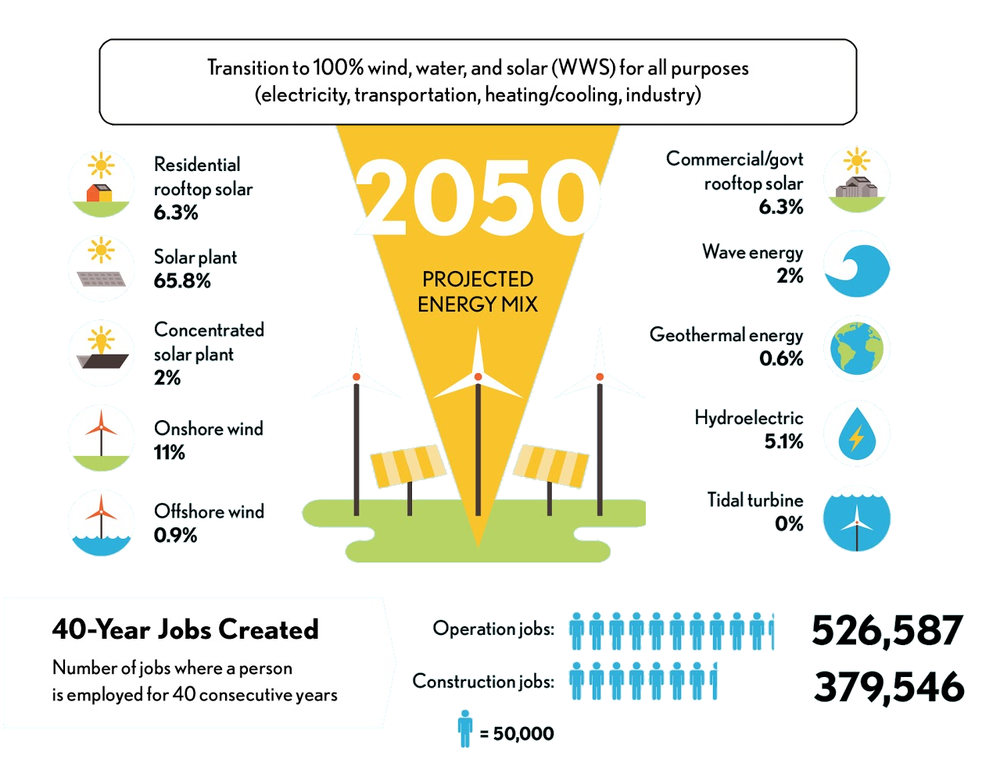 Transition to 100% wind, water, and solar (WWS) for all purposes
(electricity, transportation, heating/cooling, industry)
2050
PROJECTED
ENERGY MIX
Residential
rooftop solar
6.3%
Solar plant
65.8%
Concentrated
solar plant
2%
Onshore wind
11%
Offshore wind
0.9%
Commercial/govt
rooftop solar
6.3%
Wave energy
2%
Geothermal energy
0.6%
Hydroelectric
5.1%
Tidal turbine
0%
40-Year Jobs Created
Number of jobs where a person
is employed for 40 consecutive years
Operation jobs: 526,587
Construction jobs: 379,546
= 50,000